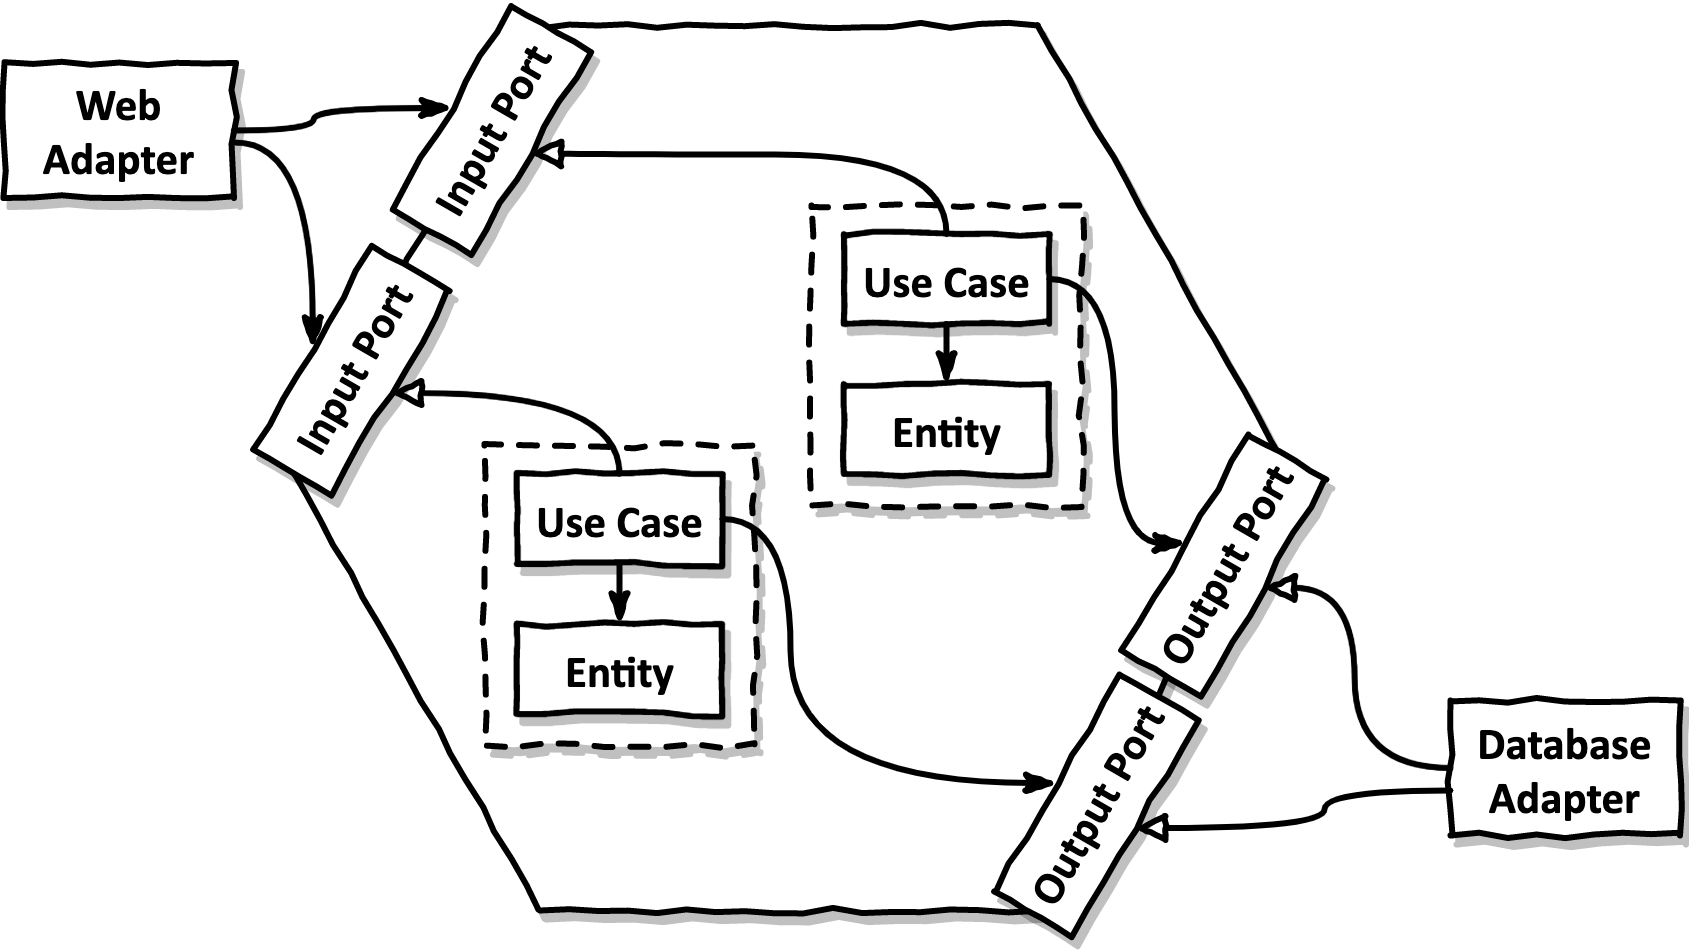 Web
Adapter
Input Port
Input Port
Use Case
Entity
Use Case
Entity
Output Port
Output Port
Database
Adapter